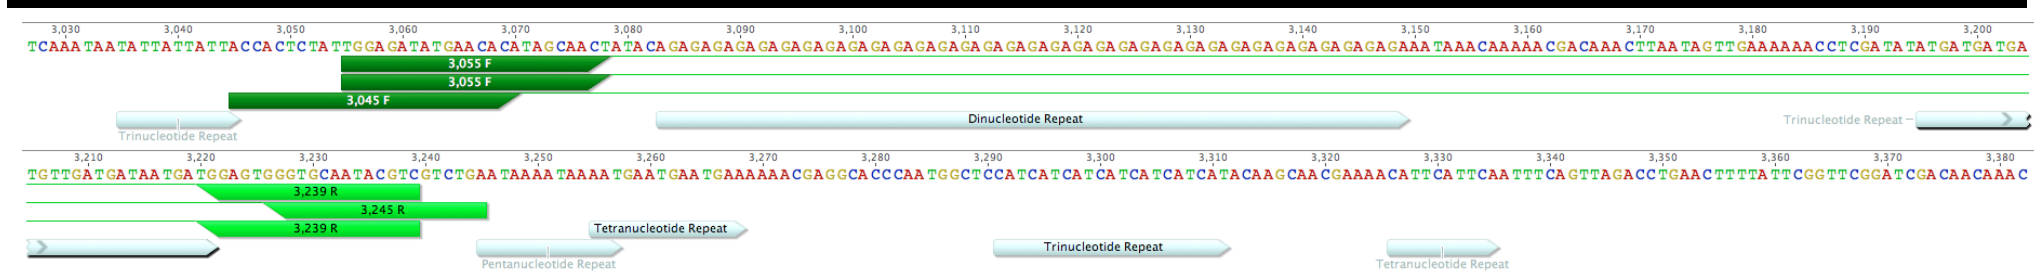 3,030 3,040 3,050 3,060 3,070 3,080 3,090 3,100 3,110 3,120 3,130 3,140 3,150 3,160 3,170 3,180 3,190 3,200
TCAAATAATATTATTATTACCACTCTATTGGAGATATGAACACATAGCAACTATACAGAGAGAGAGAGAGAGAGAGAGAGAGAGAGAGAGAGAGAGAGAGAGAGAGAGAGAGAGAGAGAGAGAAATAAACAAAAACGACAAACTTAATAGTTGAAAAAACCTCGATATATGATGATGA
3,055 F
3,055 F
3,045 F
Dinucleotide Repeat Trinucleotide Repeat
Trinucleotide Repeat
3,210 3,220 3,230 3,240 3,250 3,260 3,270 3,280 3,290 3,300 3,310 3,320 3,330 3,340 3,350 3,360 3,370 3,380
TGTTGATGATAATGATGGAGTGGGTGCAATACGTCGTCTGAATAAAATAAAATGAATGAATGAAAAAACGAGGCACCCAATGGCTCCATCATCATCATCATCATCATACAAGCAACGAAAACATTCATTCAATTTCAGTTAGACCTGAACTTTTATTCGGTTCGGATCGACAACAAAC
3,239 R
3,245 R
3,239 R Tetranucleotide Repeat
Trinucleotide Repeat
Pentanucleotide Repeat Tetranucleotide Repeat